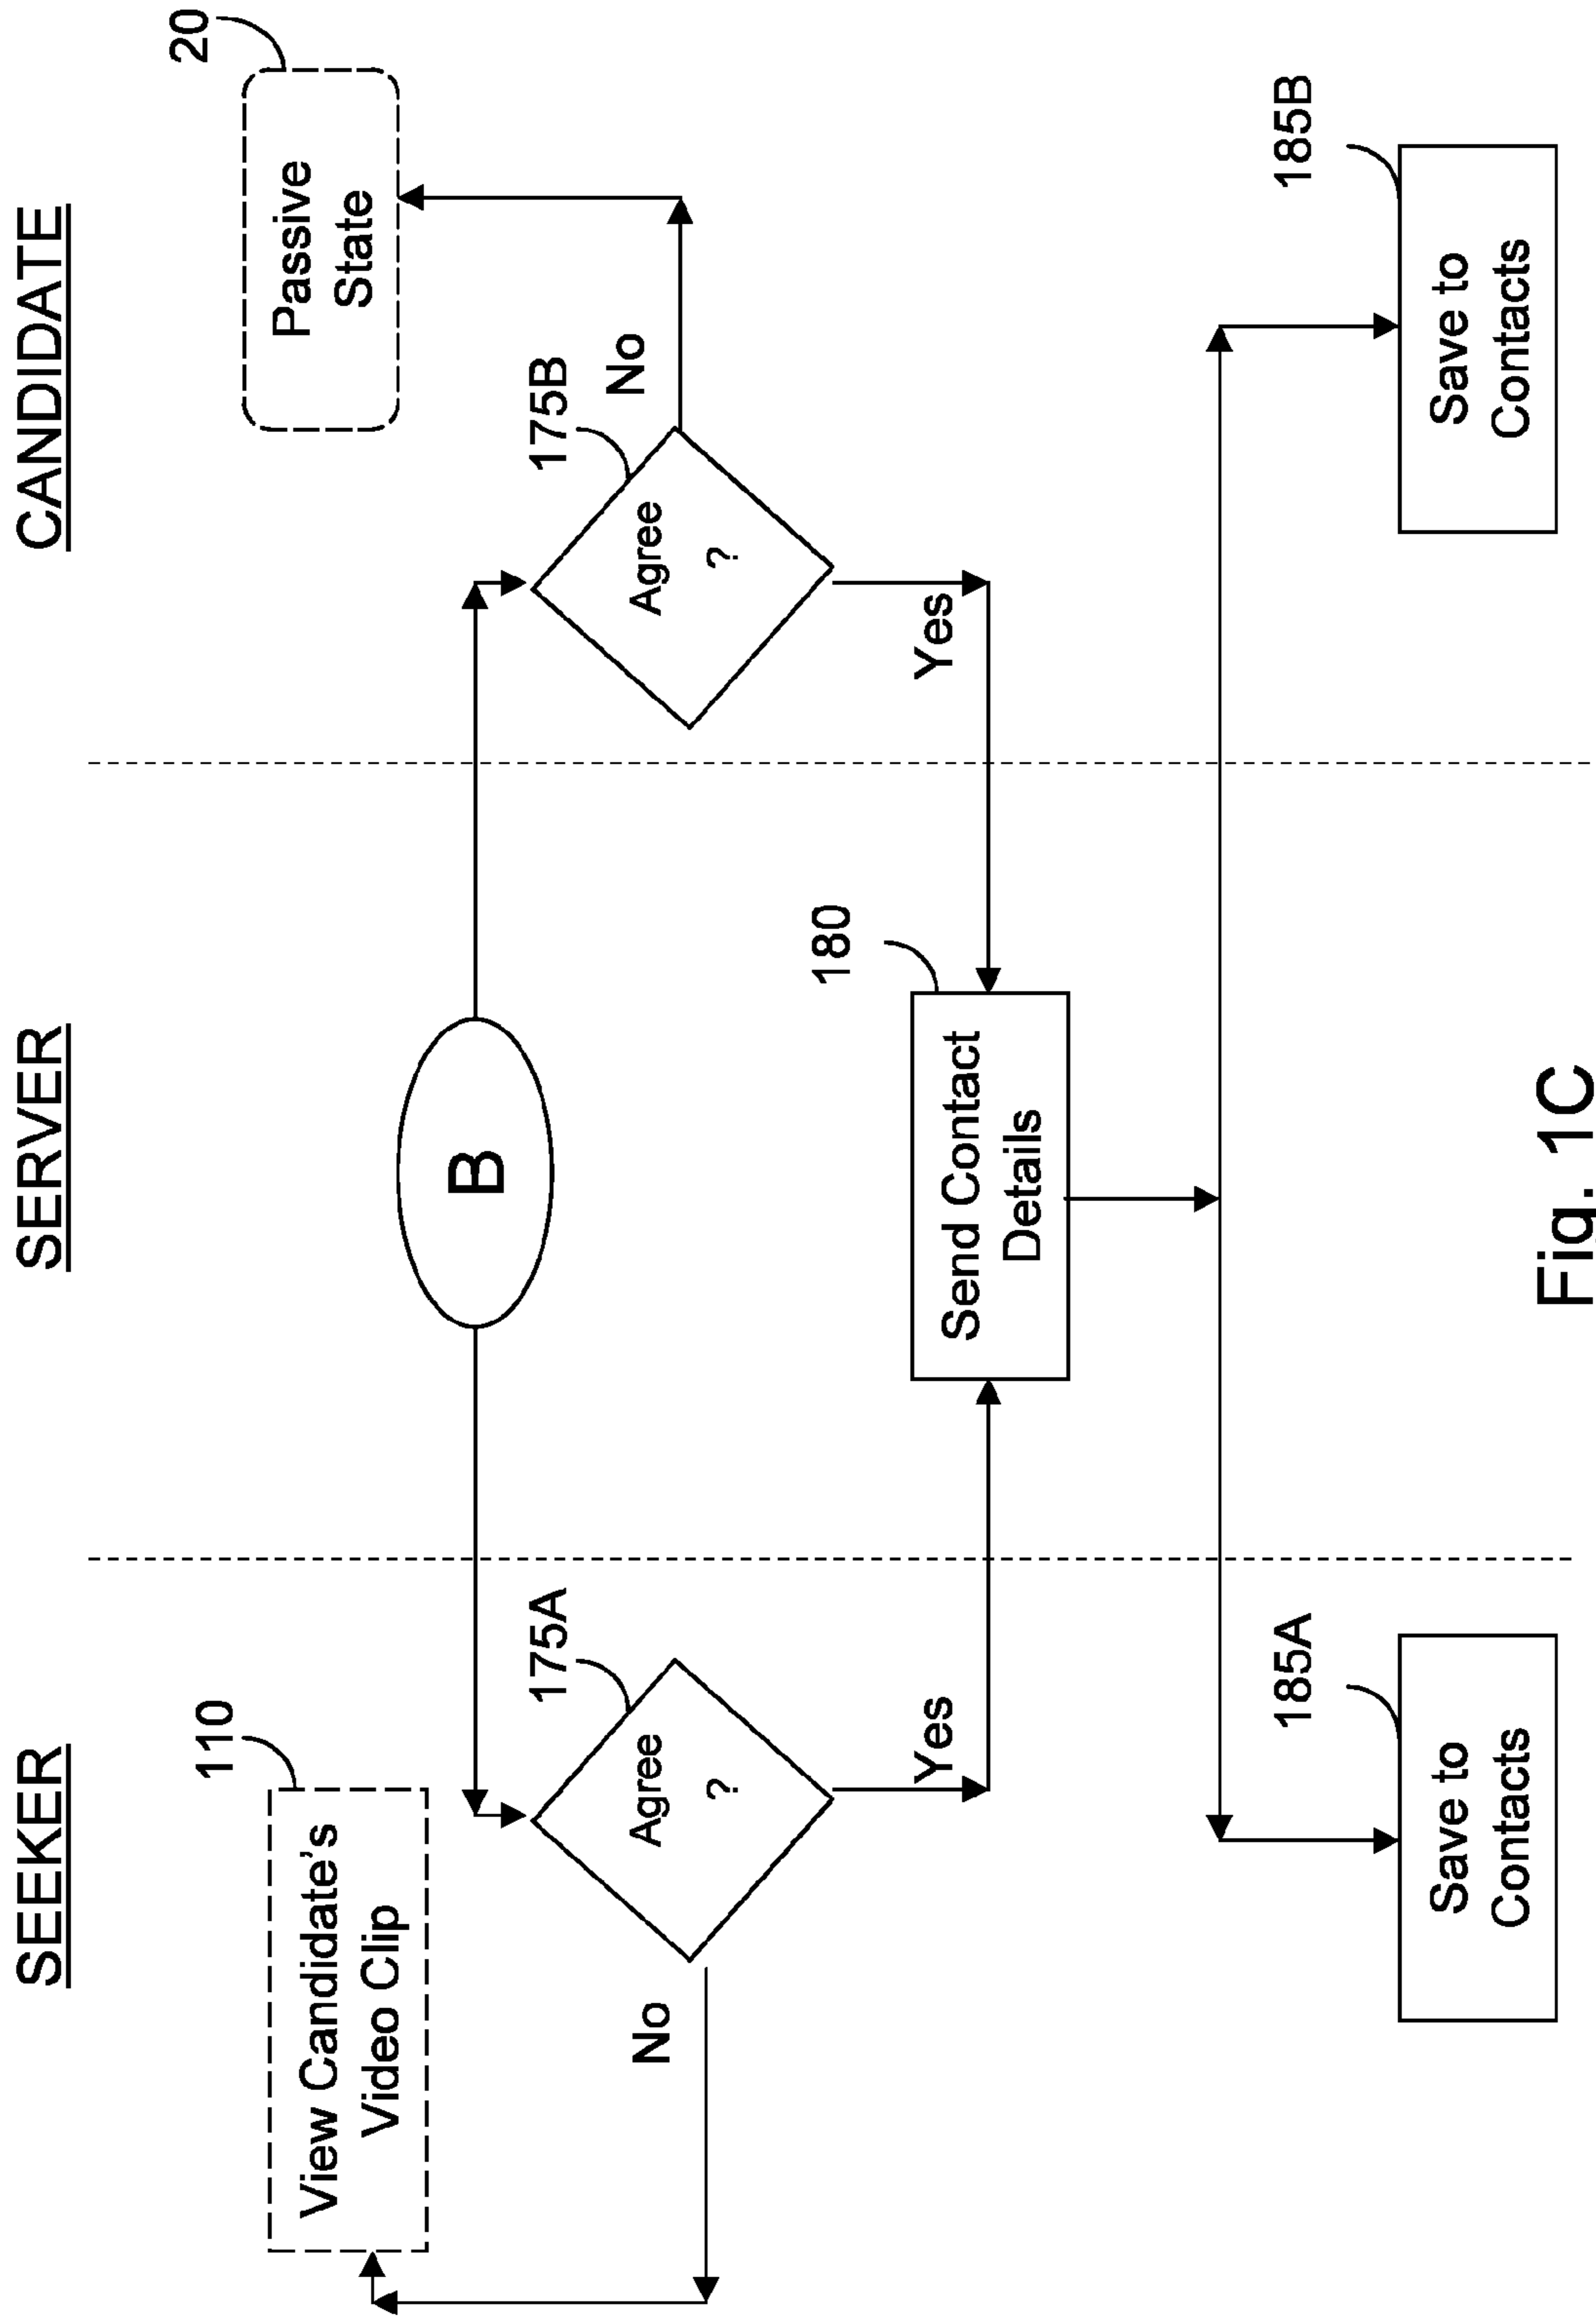 SEEKER
SERVER
CANDIDATE
110
View Candidate's
Video Clip
20
Passive
State
B
175A
Agree
?
No
Yes
175B
Agree
?
No
Yes
180
Send Contact
Details
185A
Save to
Contacts
185B
Save to
Contacts
Fig. 1C